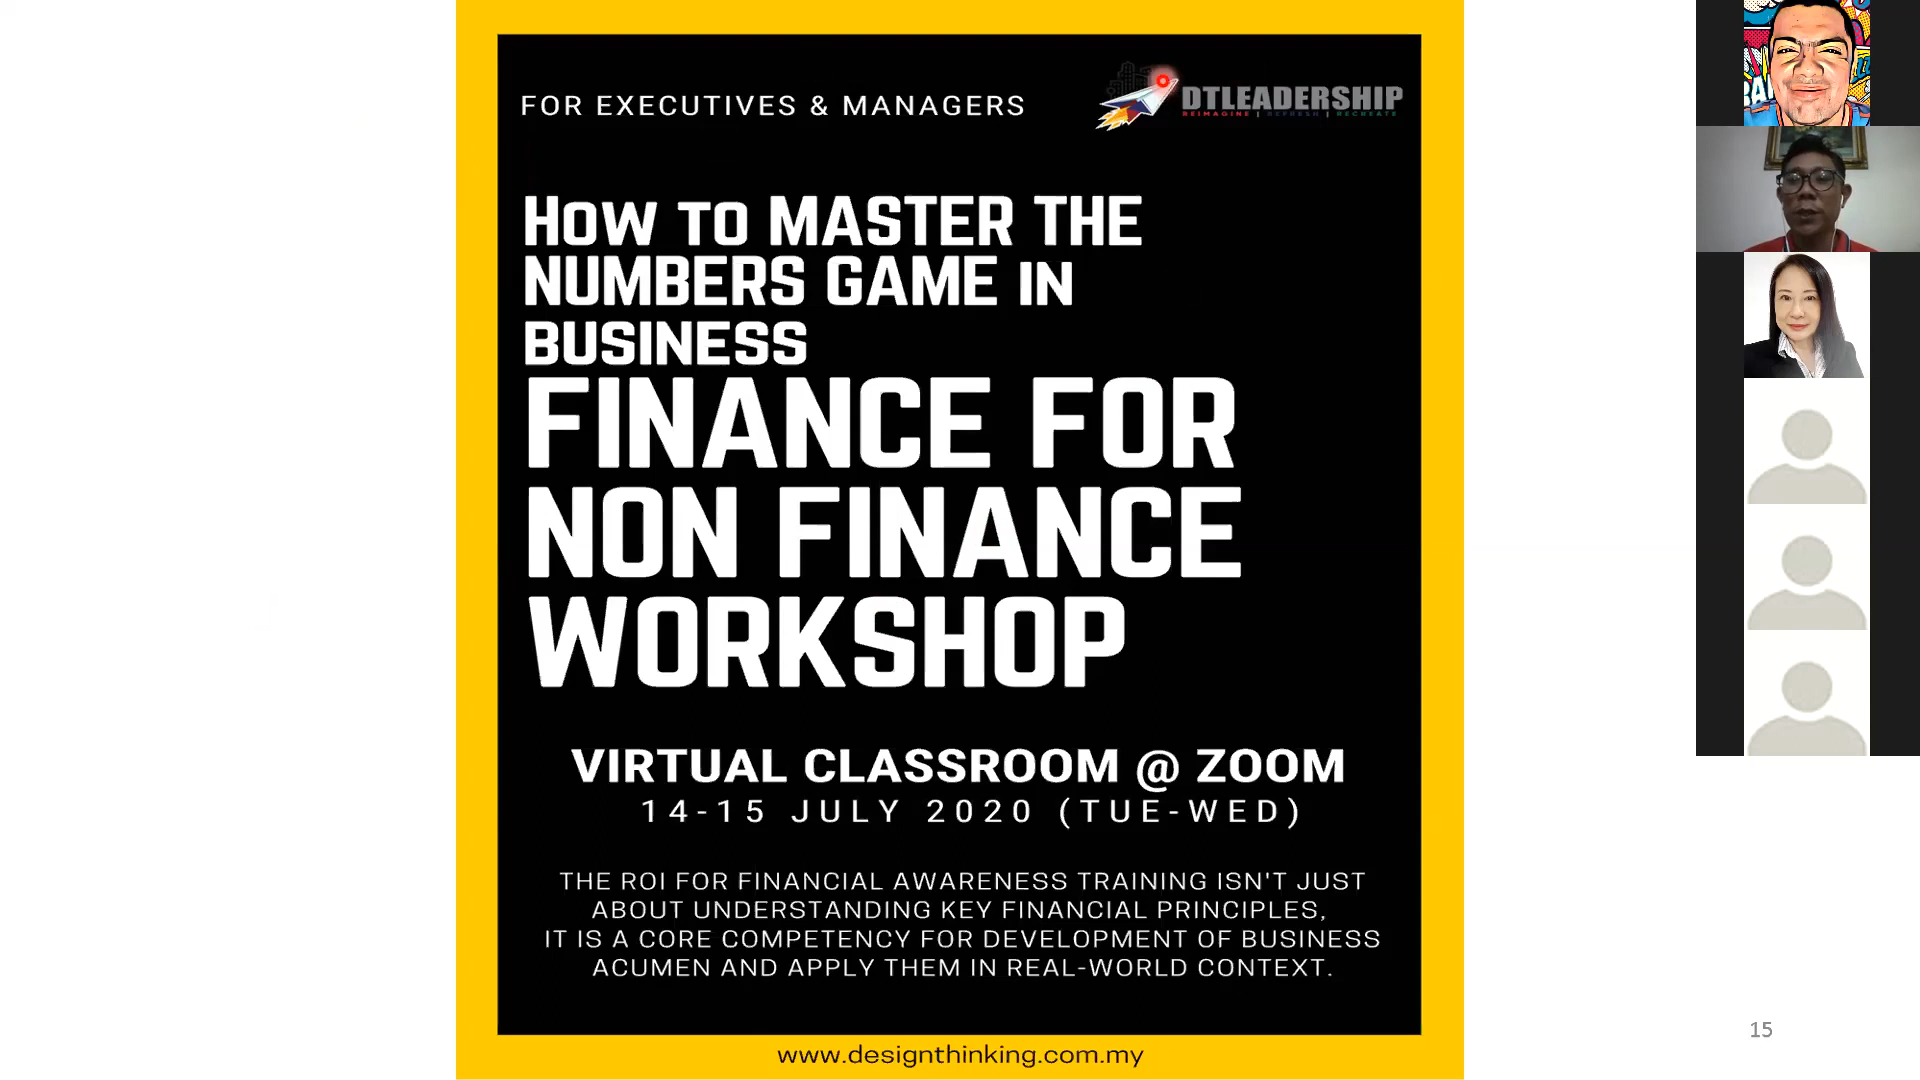 FOR EXECUTIVES & MANAGERS
DTLEADERSHIP
REIMAGINE | REFRESH | RECREATE
HOW TO MASTER THE
NUMBERS GAME IN
BUSINESS
FINANCE FOR
NON FINANCE
WORKSHOP
VIRTUAL CLASSROOM @ ZOOM
14-15 JULY 2020 (TUE-WED)
THE ROI FOR FINANCIAL AWARENESS TRAINING ISN'T JUST
ABOUT UNDERSTANDING KEY FINANCIAL PRINCIPLES,
IT IS A CORE COMPETENCY FOR DEVELOPMENT OF BUSINESS
ACUMEN AND APPLY THEM IN REAL-WORLD CONTEXT.
www.designthinking.com.my
15